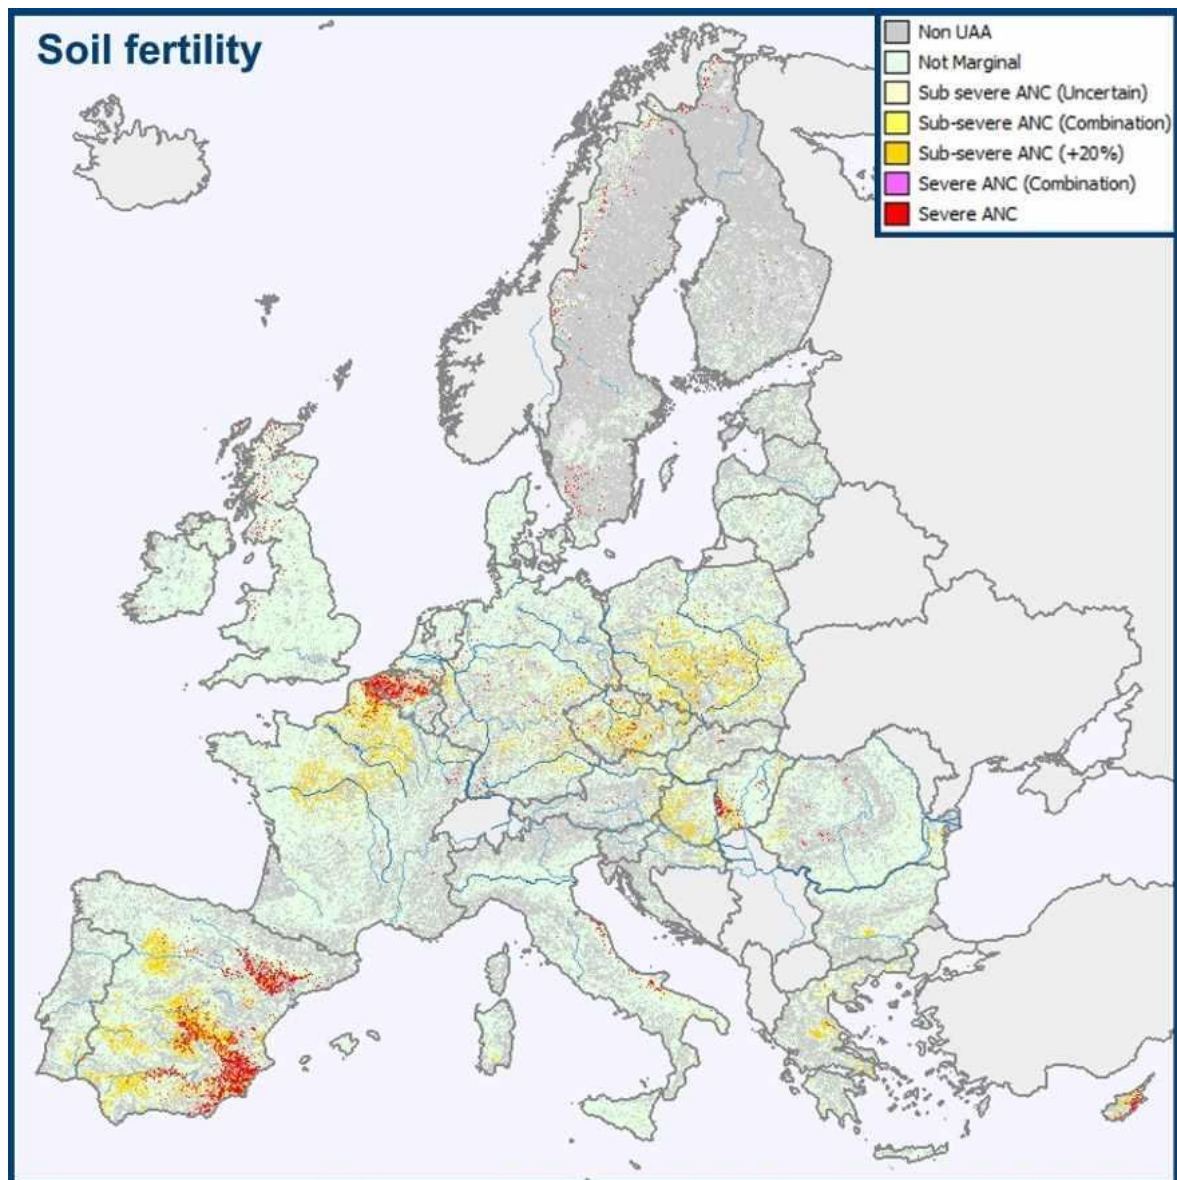 Soil fertility
Non UAA
Not Marginal
Sub severe ANC (Uncertain)
Sub-severe ANC (Combination)
Sub-severe ANC (+20%)
Severe ANC (Combination)
Severe ANC